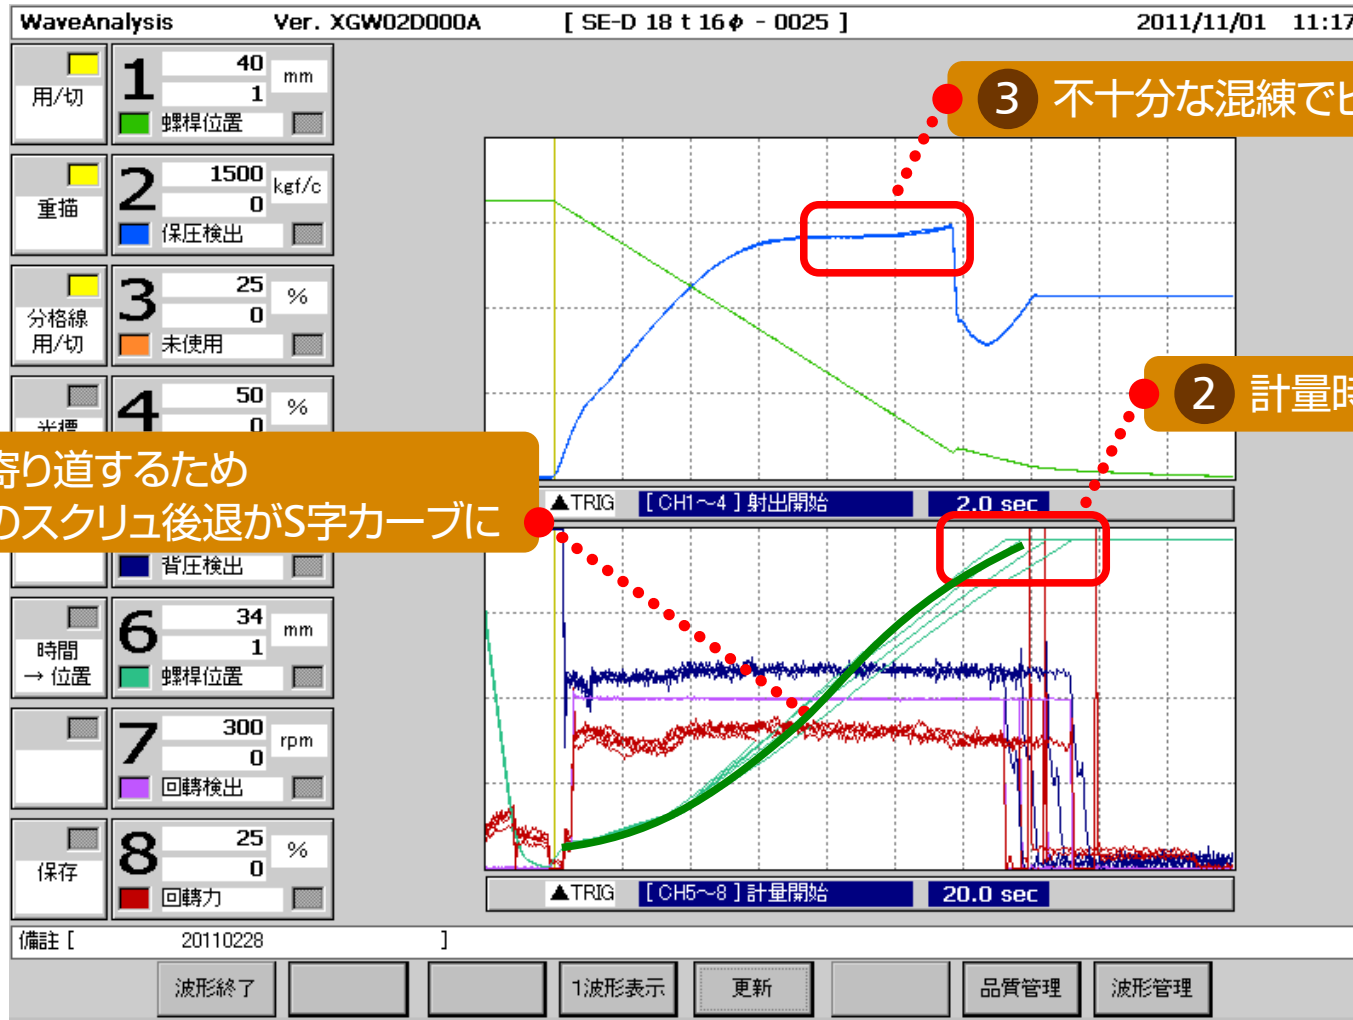 WaveAnalysis Ver. XGW02D000A [ SE-D 18 t 16φ - 0025 ] 2011/11/01 11:17
用/切
1
40
1
mm
螺桿位置
重描
2
1500
0
kgf/c
保圧検出
分格線
用/切
3
25
0
%
未使用
4
50
0
%
3 不十分な混練で
2 計量時
寄り道するため
のスクリュ後退がS字カーブに
▲TRIG [ CH1～4 ] 射出開始 2.0 sec
背圧検出
時間
→ 位置
6
34
1
mm
螺桿位置
7
300
0
rpm
回轉検出
保存
8
25
0
%
回轉力
▲TRIG [ CH5～8 ] 計量開始 20.0 sec
備註 [ 20110228 ]
波形終了 1波形表示 更新 品質管理 波形管理